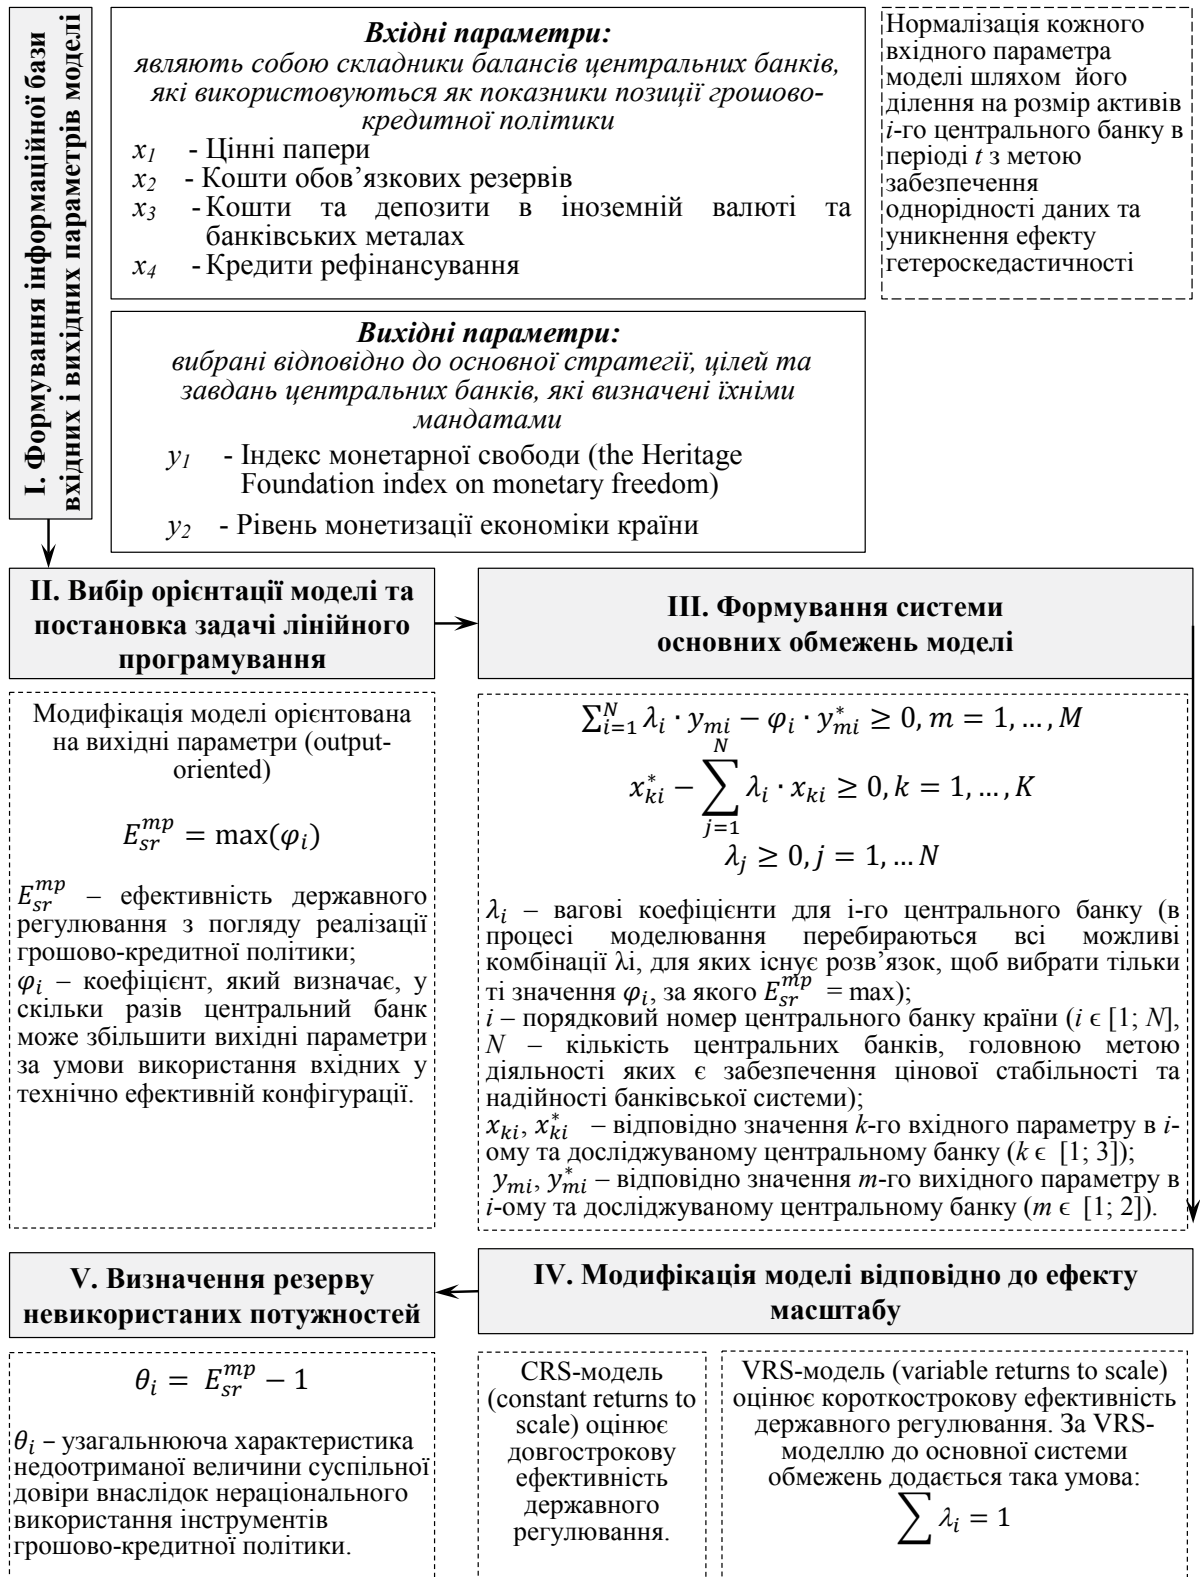 І. Формування інформаційної бази
вхідних і вихідних параметрів моделі
Вхідні параметри:
являють собою складники балансів центральних банків,
які використовуються як показники позиції грошово-
кредитної політики
x1 - Цінні папери
x2 - Кошти обов’язкових резервів
x3 - Кошти та депозити в іноземній валюті та
банківських металах
x4 - Кредити рефінансування
Нормалізація кожного
вхідного параметра
моделі шляхом його
ділення на розмір активів
i-го центрального банку в
періоді t з метою
забезпечення
однорідності даних та
уникнення ефекту
гетероскедастичності
Вихідні параметри:
вибрані відповідно до основної стратегії, цілей та
завдань центральних банків, які визначені їхніми
мандатами
y1 - Індекс монетарної свободи (the Heritage
Foundation index on monetary freedom)
y2 - Рівень монетизації економіки країни
ІІ. Вибір орієнтації моделі та
постановка задачі лінійного
програмування
Модифікація моделі орієнтована
на вихідні параметри (output-
oriented)
E_sr^mp = max(φ_i)
E_sr^mp – ефективність державного
регулювання з погляду реалізації
грошово-кредитної політики;
φ_i – коефіцієнт, який визначає, у
скільки разів центральний банк
може збільшити вихідні параметри
за умови використання вхідних у
технічно ефективній конфігурації.
ІІІ. Формування системи
основних обмежень моделі
∑_{i=1}^N λ_i · y_mi − φ_i · y*_mi ≥ 0, m = 1, … , M
x*_ki − ∑_{j=1}^N λ_i · x_ki ≥ 0, k = 1, … , K
λ_j ≥ 0, j = 1, … N
λ_i – вагові коефіцієнти для і-го центрального банку (в
процесі моделювання перебираються всі можливі
комбінації λi, для яких існує розв’язок, щоб вибрати тільки
ті значення φ_i, за якого E_sr^mp = max);
i – порядковий номер центрального банку країни (i ϵ [1; N],
N – кількість центральних банків, головною метою
діяльності яких є забезпечення цінової стабільності та
надійності банківської системи);
x_ki, x*_ki – відповідно значення k-го вхідного параметру в i-
ому та досліджуваному центральному банку (k ϵ [1; 3]);
y_mi, y*_mi – відповідно значення m-го вихідного параметру в
i-ому та досліджуваному центральному банку (m ϵ [1; 2]).
IV. Модифікація моделі відповідно до ефекту
масштабу
CRS-модель
(constant returns to
scale) оцінює
довгострокову
ефективність
державного
регулювання.
VRS-модель (variable returns to scale)
оцінює короткострокову ефективність
державного регулювання. За VRS-
моделлю до основної системи
обмежень додається така умова:
∑ λ_i = 1
V. Визначення резерву
невикористаних потужностей
θ_i = E_sr^mp − 1
θ_i – узагальнююча характеристика
недоотриманої величини суспільної
довіри внаслідок нераціонального
використання інструментів
грошово-кредитної політики.